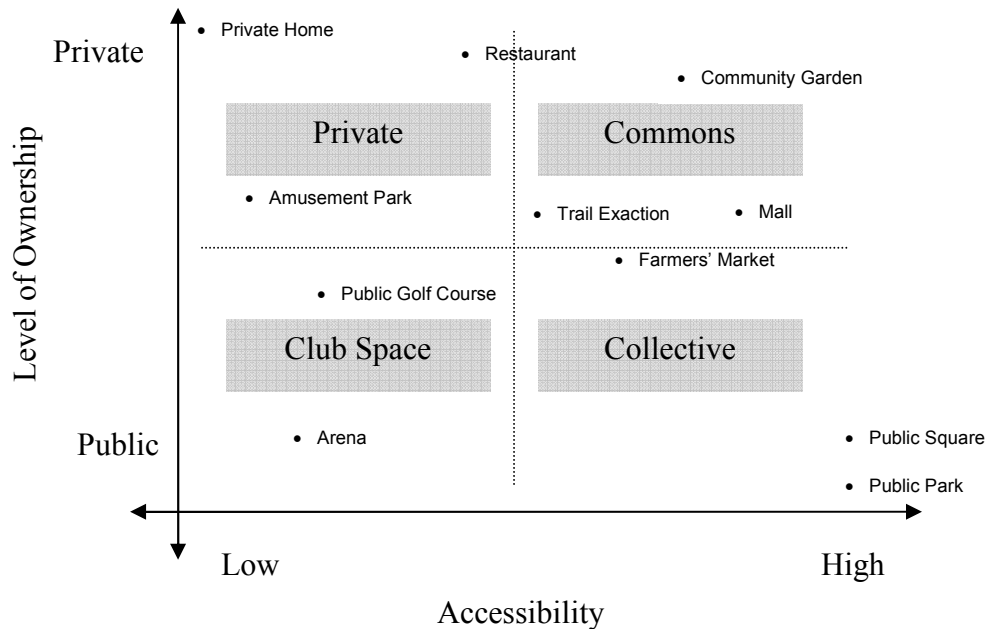 Private
Private Home
Restaurant
Community Garden
Private
Commons
Amusement Park
Trail Exaction
Mall
Level of Ownership
Farmers’ Market
Public Golf Course
Club Space
Collective
Public
Arena
Public Square
Public Park
Low
High
Accessibility